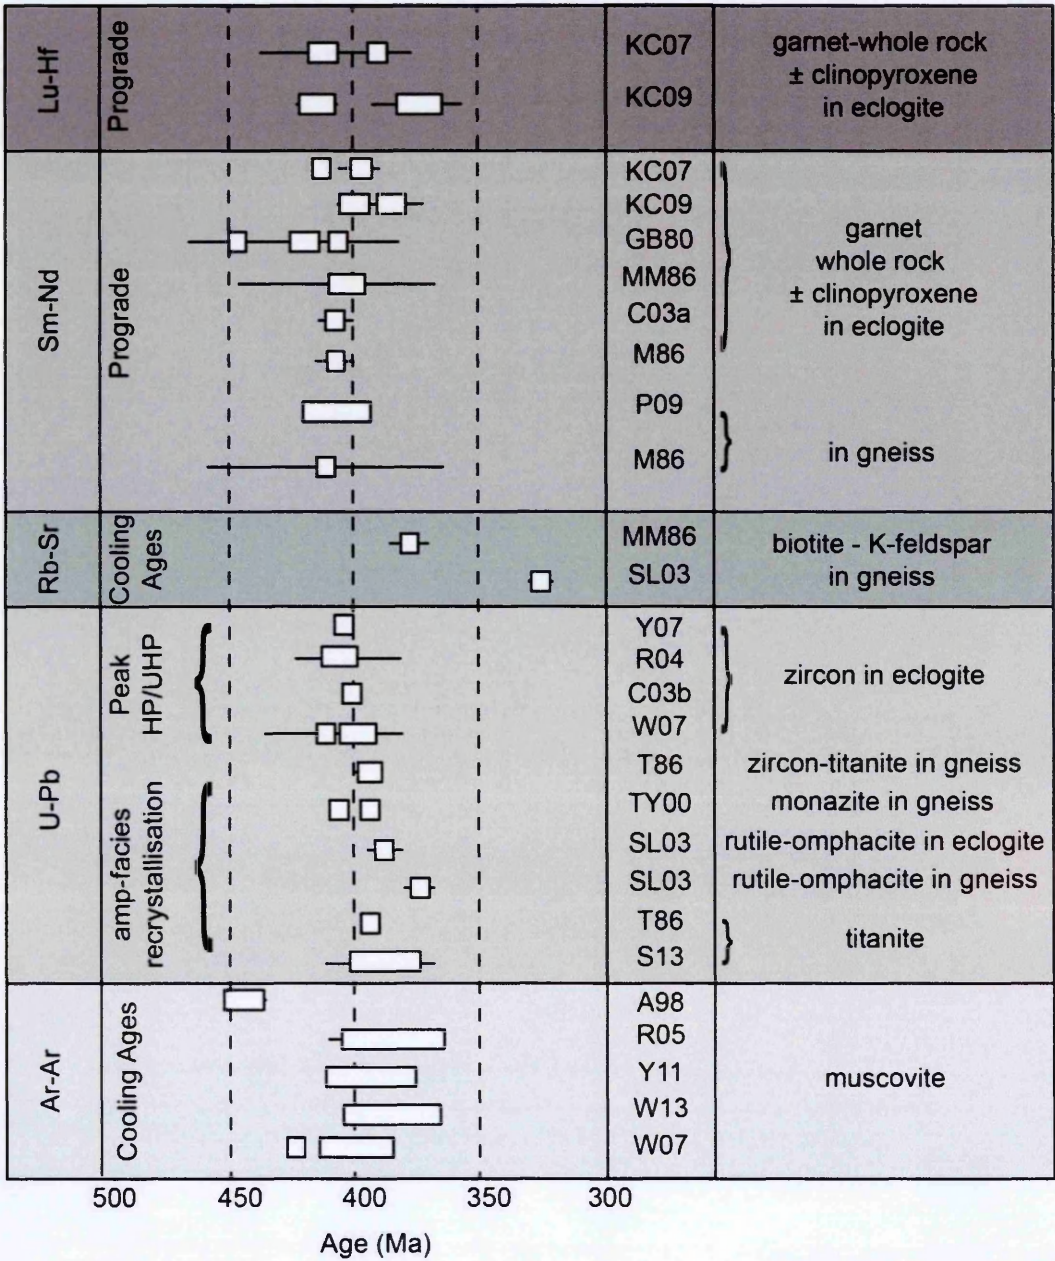 Lu-Hf
Prograde
KC07
KC09
garnet-whole rock
± clinopyroxene
in eclogite
Sm-Nd
Prograde
KC07
KC09
GB80
MM86
C03a
M86
P09
M86
garnet
whole rock
± clinopyroxene
in eclogite
in gneiss
Rb-Sr
Cooling
Ages
MM86
SL03
biotite - K-feldspar
in gneiss
U-Pb
Peak
HP/UHP
amp-facies
recrystallisation
Y07
R04
C03b
W07
T86
TY00
SL03
SL03
T86
S13
zircon in eclogite
zircon-titanite in gneiss
monazite in gneiss
rutile-omphacite in eclogite
rutile-omphacite in gneiss
titanite
Ar-Ar
Cooling Ages
A98
R05
Y11
W13
W07
muscovite
500 450 400 350 300
Age (Ma)